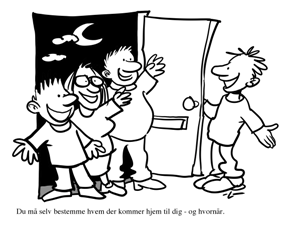 Du må selv bestemme hvem der kommer hjem til dig - og hvornår.